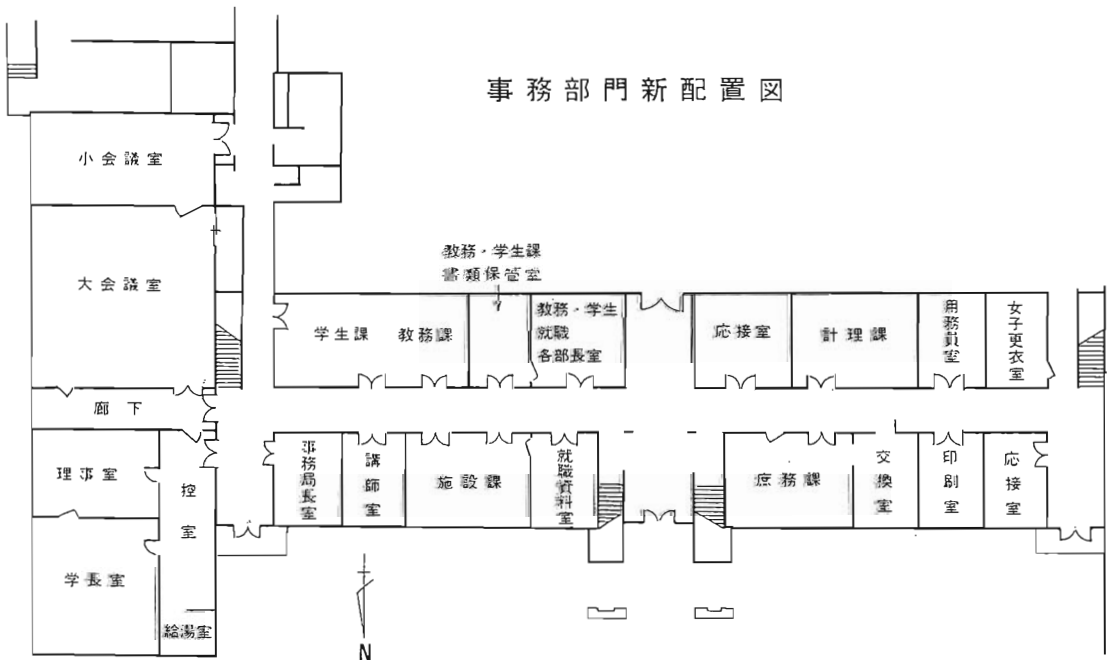 事務部門新配置図
小会議室
大会議室
教務・学生課
書類保管室
学生課 教務課
教務・学生
就職
各部長室
応接室
計理課
用務員室
女子更衣室
廊下
理事室
控室
事務局長室
講師室
施設課
就職資料室
庶務課
交換室
印刷室
応接室
学長室
給湯室
N